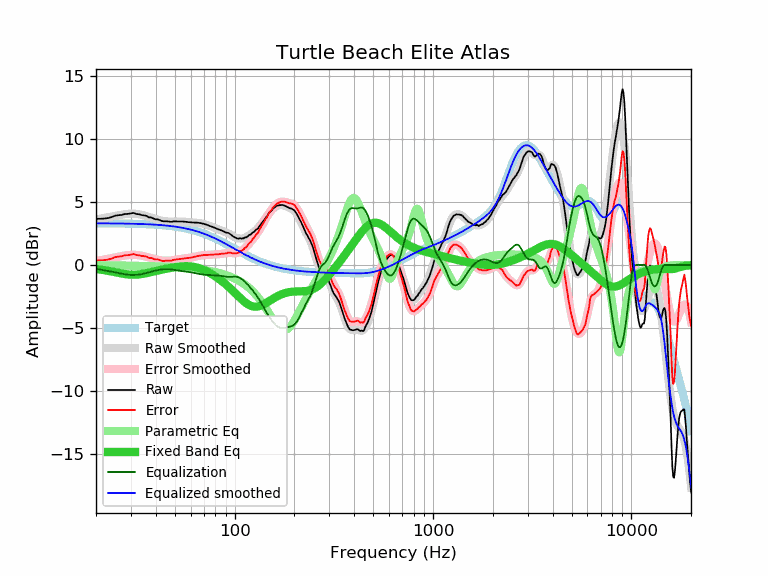 Turtle Beach Elite Atlas
15
10
5
0
−5
−10
−15
Amplitude (dBr)
Target
Raw Smoothed
Error Smoothed
Raw
Error
Parametric Eq
Fixed Band Eq
Equalization
Equalized smoothed
100
1000
10000
Frequency (Hz)